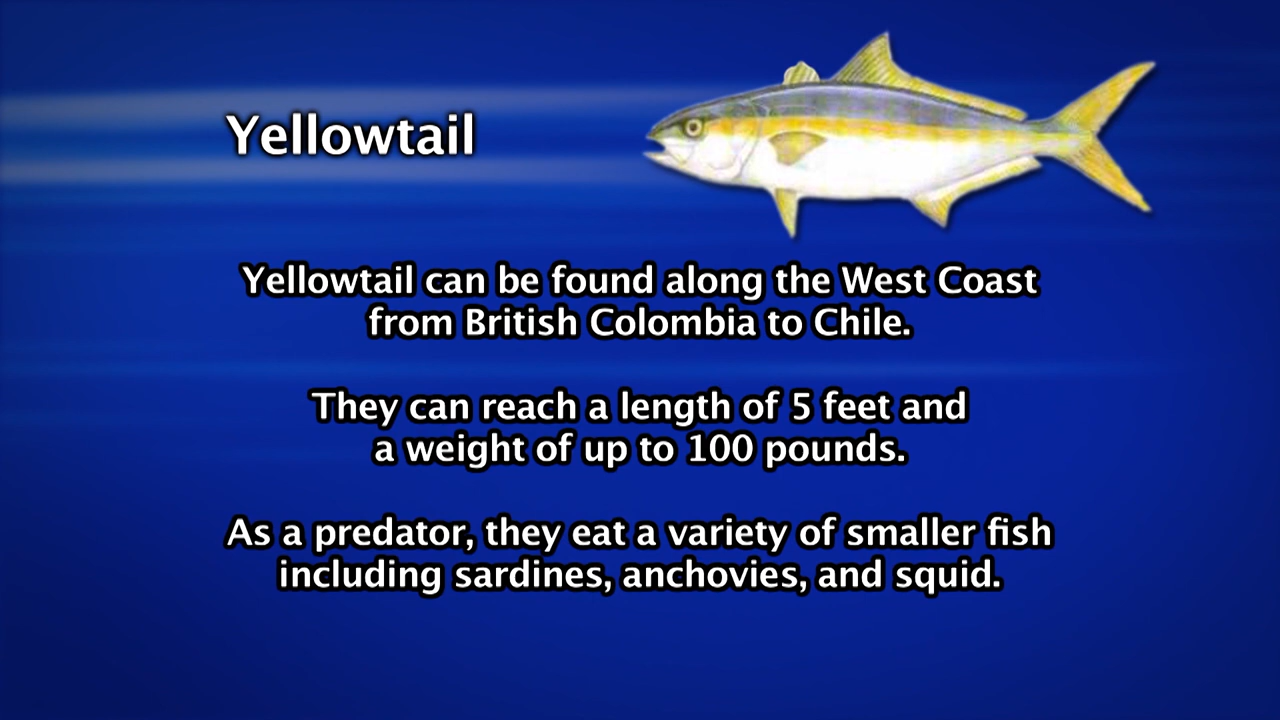 Yellowtail
Yellowtail can be found along the West Coast
from British Colombia to Chile.
They can reach a length of 5 feet and
a weight of up to 100 pounds.
As a predator, they eat a variety of smaller fish
including sardines, anchovies, and squid.